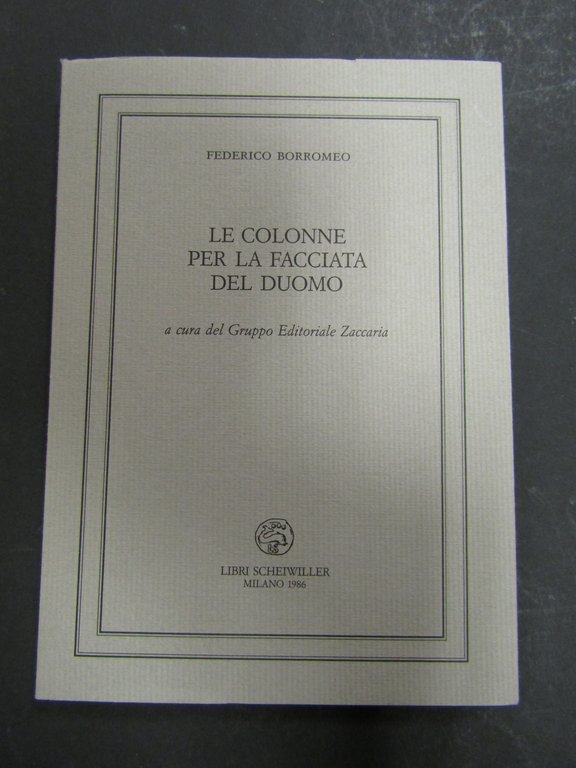 FEDERICO BORROMEO
LE COLONNE
PER LA FACCIATA
DEL DUOMO
a cura del Gruppo Editoriale Zaccaria
LIBRI SCHEIWILLER
MILANO 1986